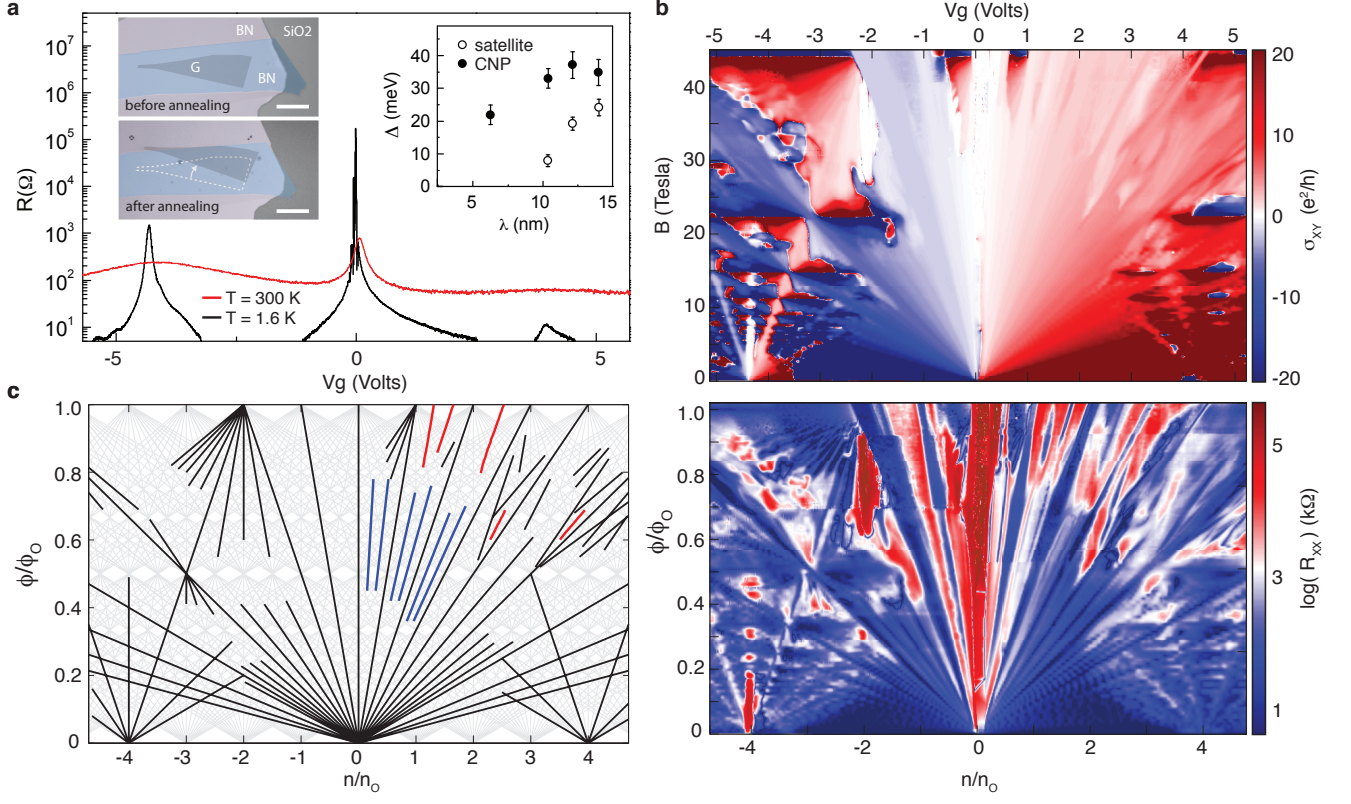 a
R(Ω)
10⁷
10⁶
10⁵
10⁴
10³
10²
10¹
BN
SiO2
G
BN
before annealing
after annealing
satellite
CNP
Δ (meV)
40
30
20
10
0
5
10
15
λ (nm)
T = 300 K
T = 1.6 K
-5
0
5
Vg (Volts)
b
Vg (Volts)
-5 -4 -3 -2 -1 0 1 2 3 4 5
B (Tesla)
40
30
20
10
0
20
10
0
-10
-20
σXY (e²/h)
c
ϕ/ϕO
1.0
0.8
0.6
0.4
0.2
0
-4 -3 -2 -1 0 1 2 3 4
n/nO
ϕ/ϕO
1.0
0.8
0.6
0.4
0.2
0
-4 -2 0 2 4
n/nO
5
3
1
log( RXX ) (kΩ)